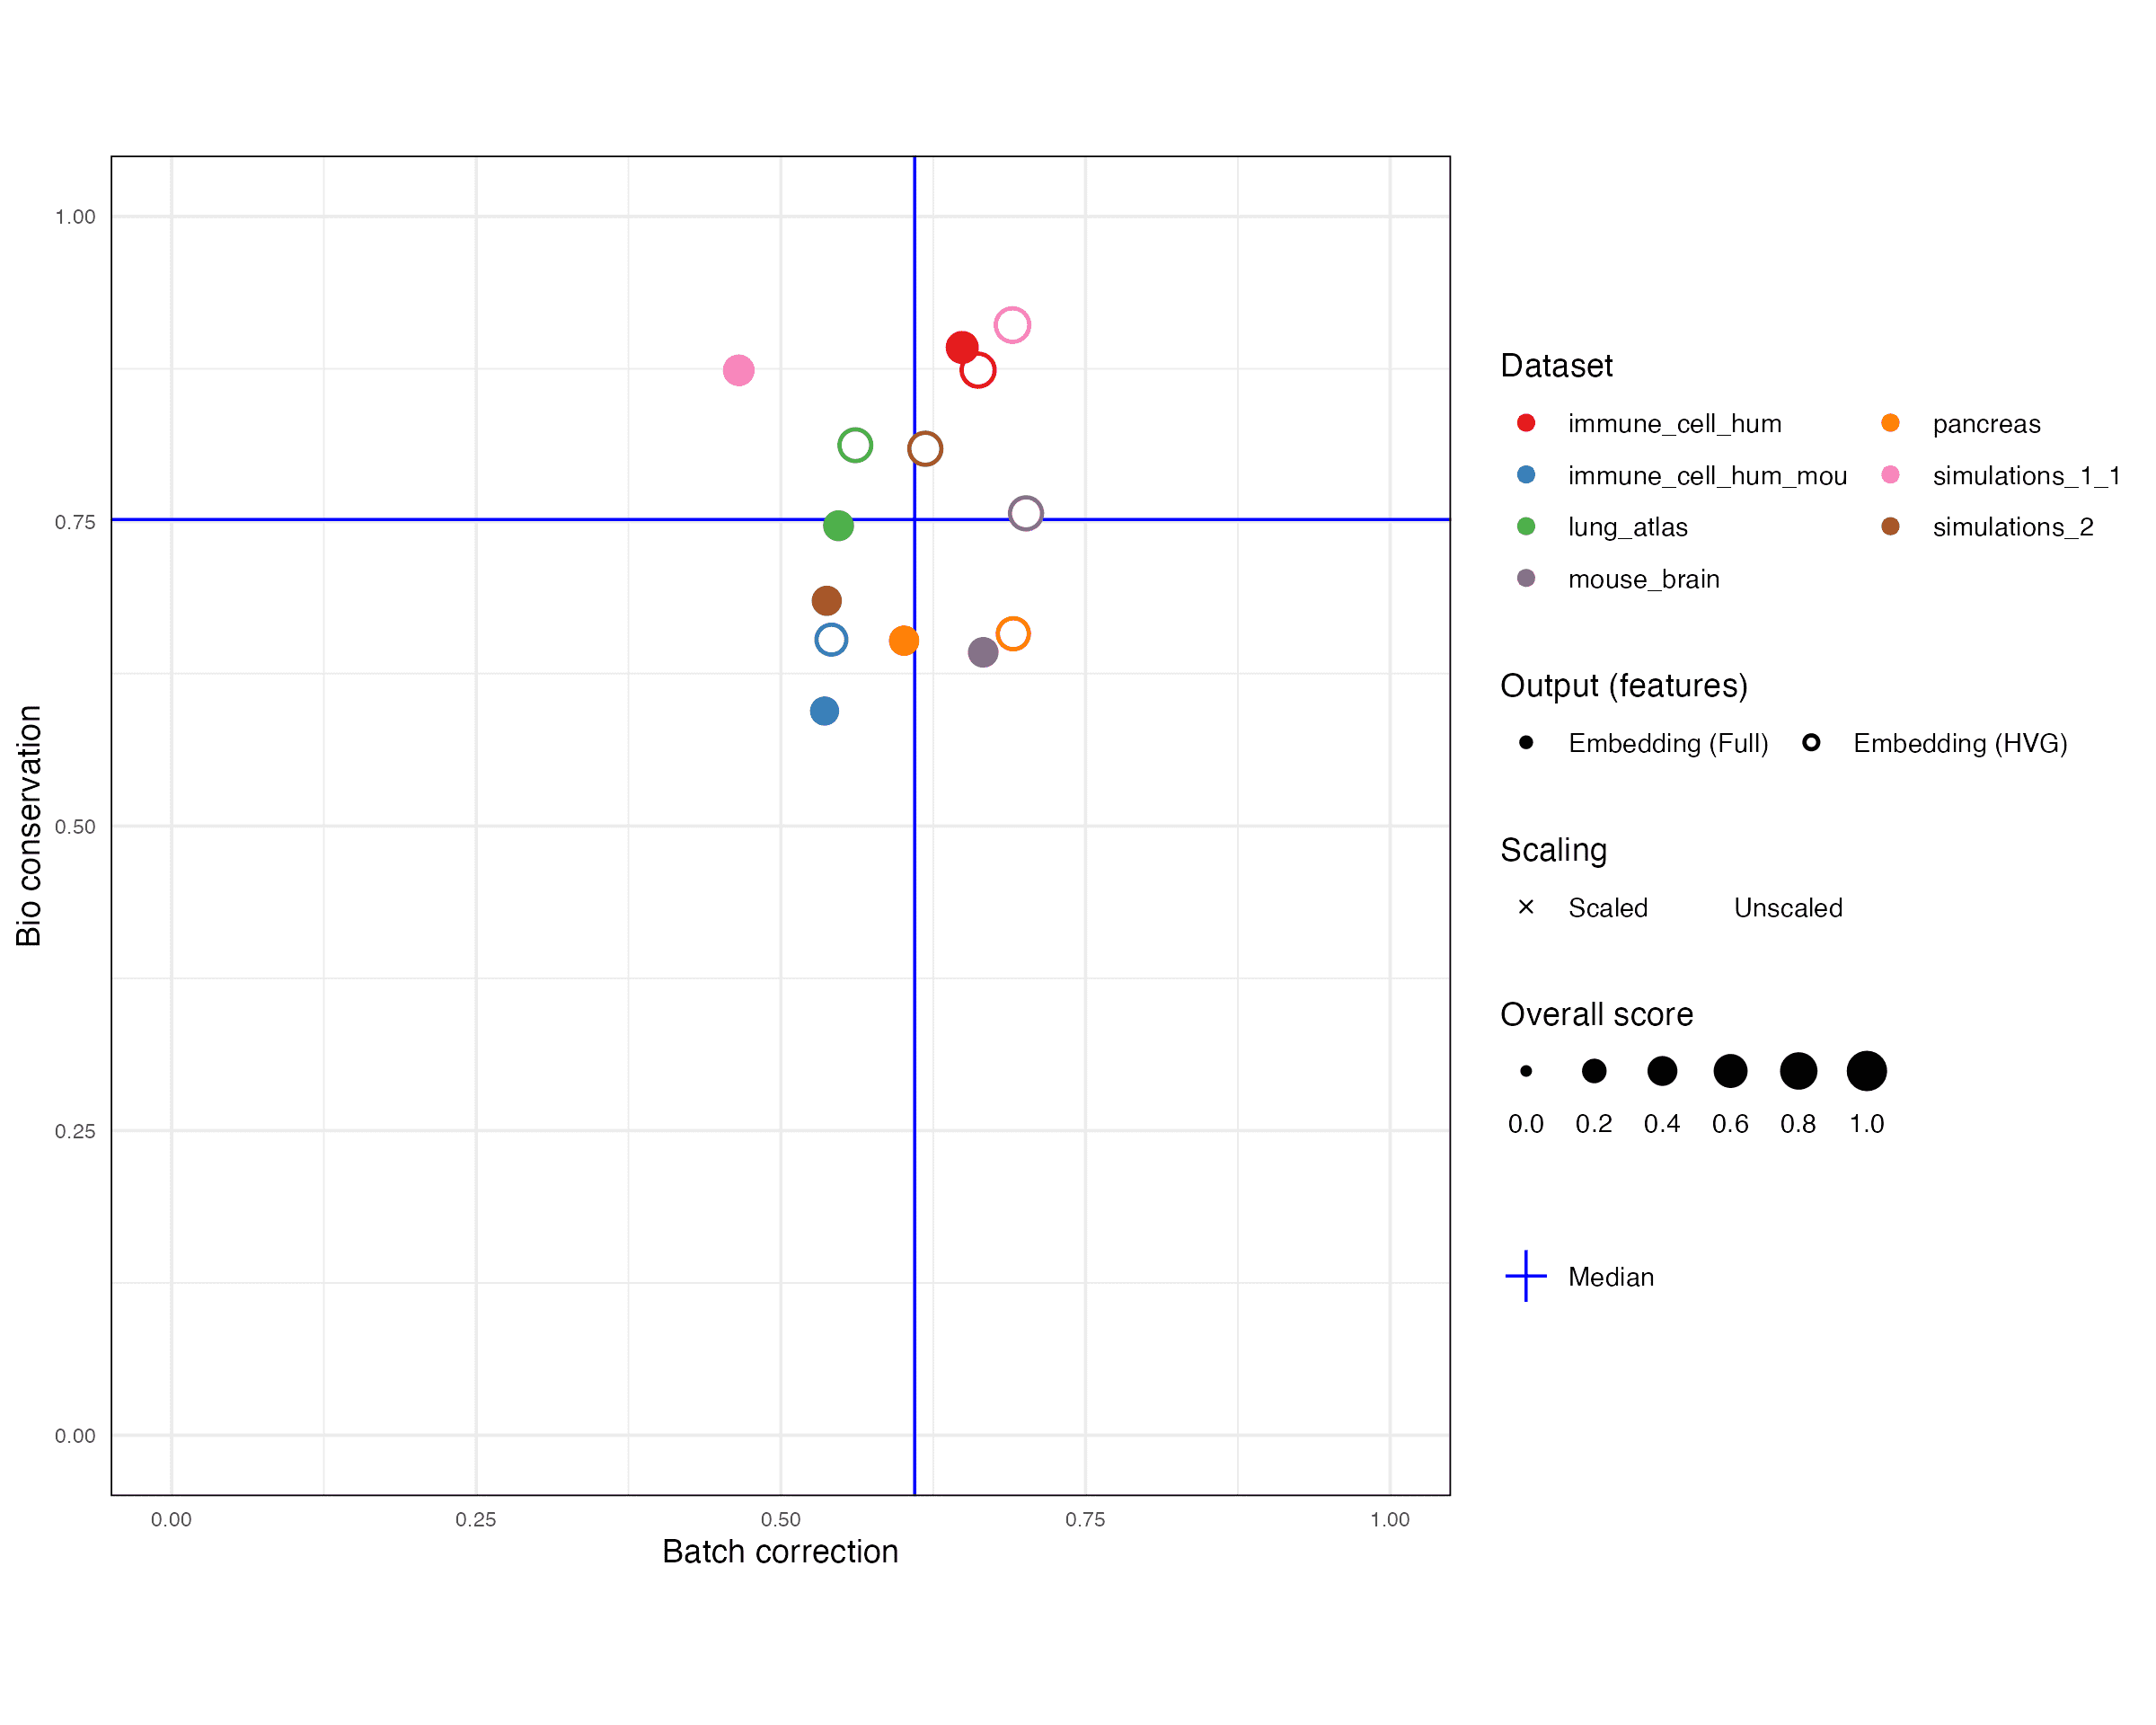 1.00
0.75
0.50
0.25
0.00
Bio conservation
0.00 0.25 0.50 0.75 1.00
Batch correction
Dataset
immune_cell_hum pancreas
immune_cell_hum_mou simulations_1_1
lung_atlas simulations_2
mouse_brain
Output (features)
Embedding (Full) Embedding (HVG)
Scaling
Scaled Unscaled
Overall score
0.0 0.2 0.4 0.6 0.8 1.0
Median